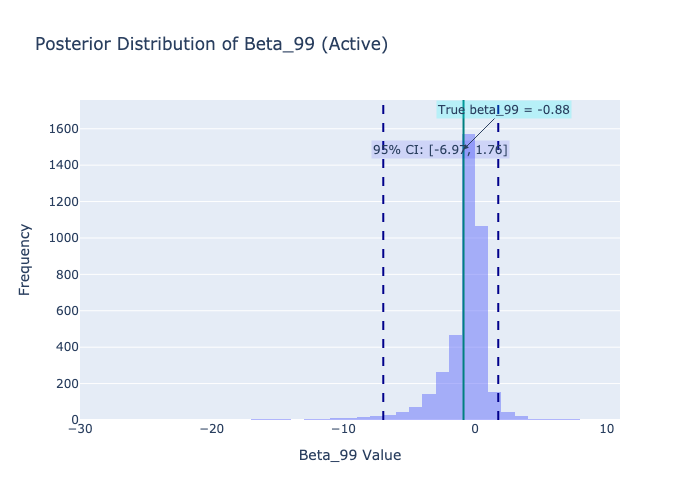 Posterior Distribution of Beta_99 (Active)
True beta_99 = -0.88
95% CI: [-6.97, 1.76]
1600
1400
1200
1000
800
600
400
200
0
−30
−20
−10
0
10
Frequency
Beta_99 Value